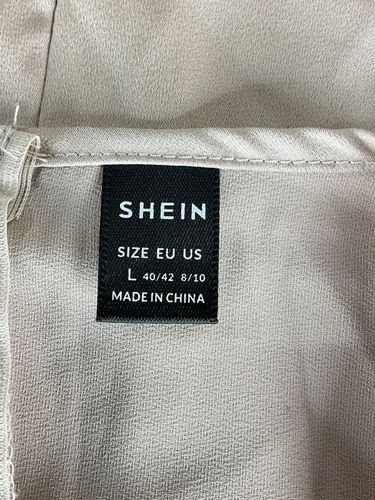 SHEIN
SIZE EU US
L 40/42 8/10
MADE IN CHINA